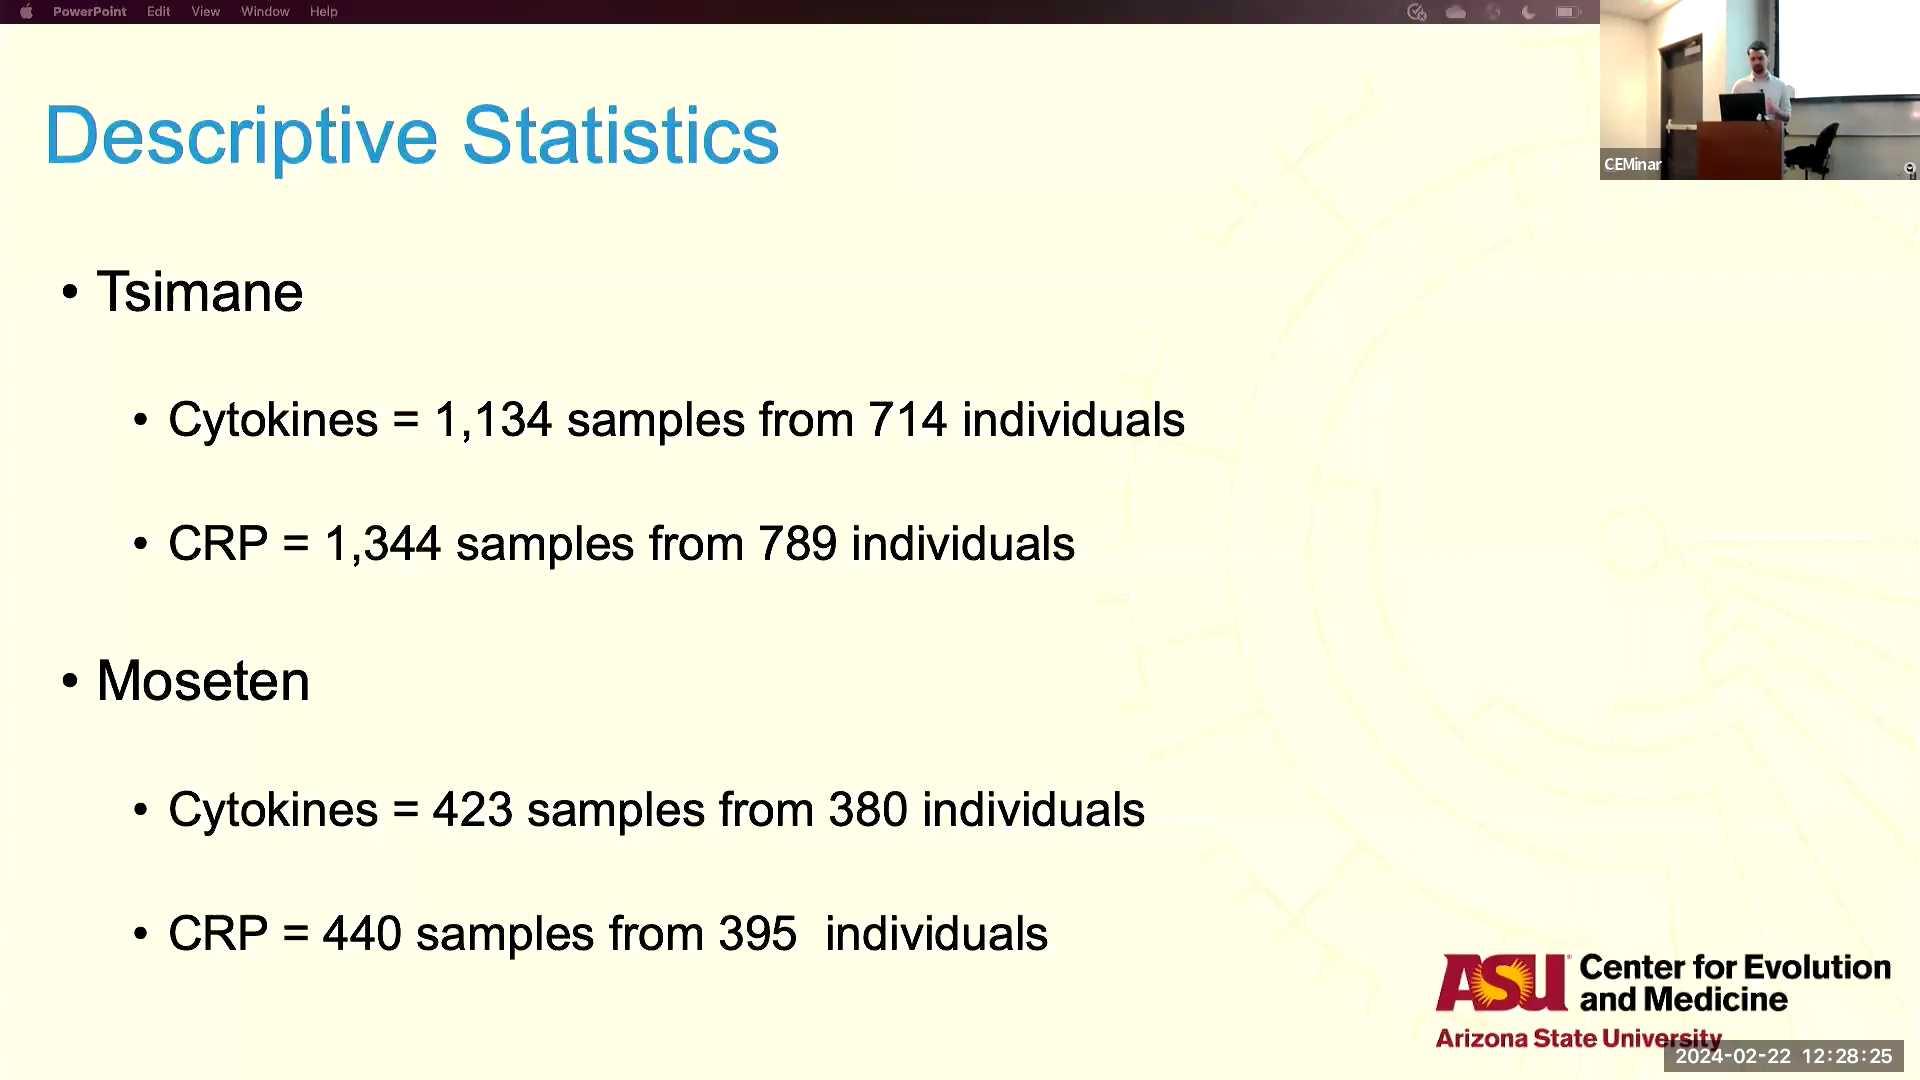 PowerPoint Edit View Window Help
CEMinar
Descriptive Statistics
• Tsimane
• Cytokines = 1,134 samples from 714 individuals
• CRP = 1,344 samples from 789 individuals
• Moseten
• Cytokines = 423 samples from 380 individuals
• CRP = 440 samples from 395 individuals
ASU Center for Evolution
and Medicine
Arizona State University
2024-02-22 12:28:25